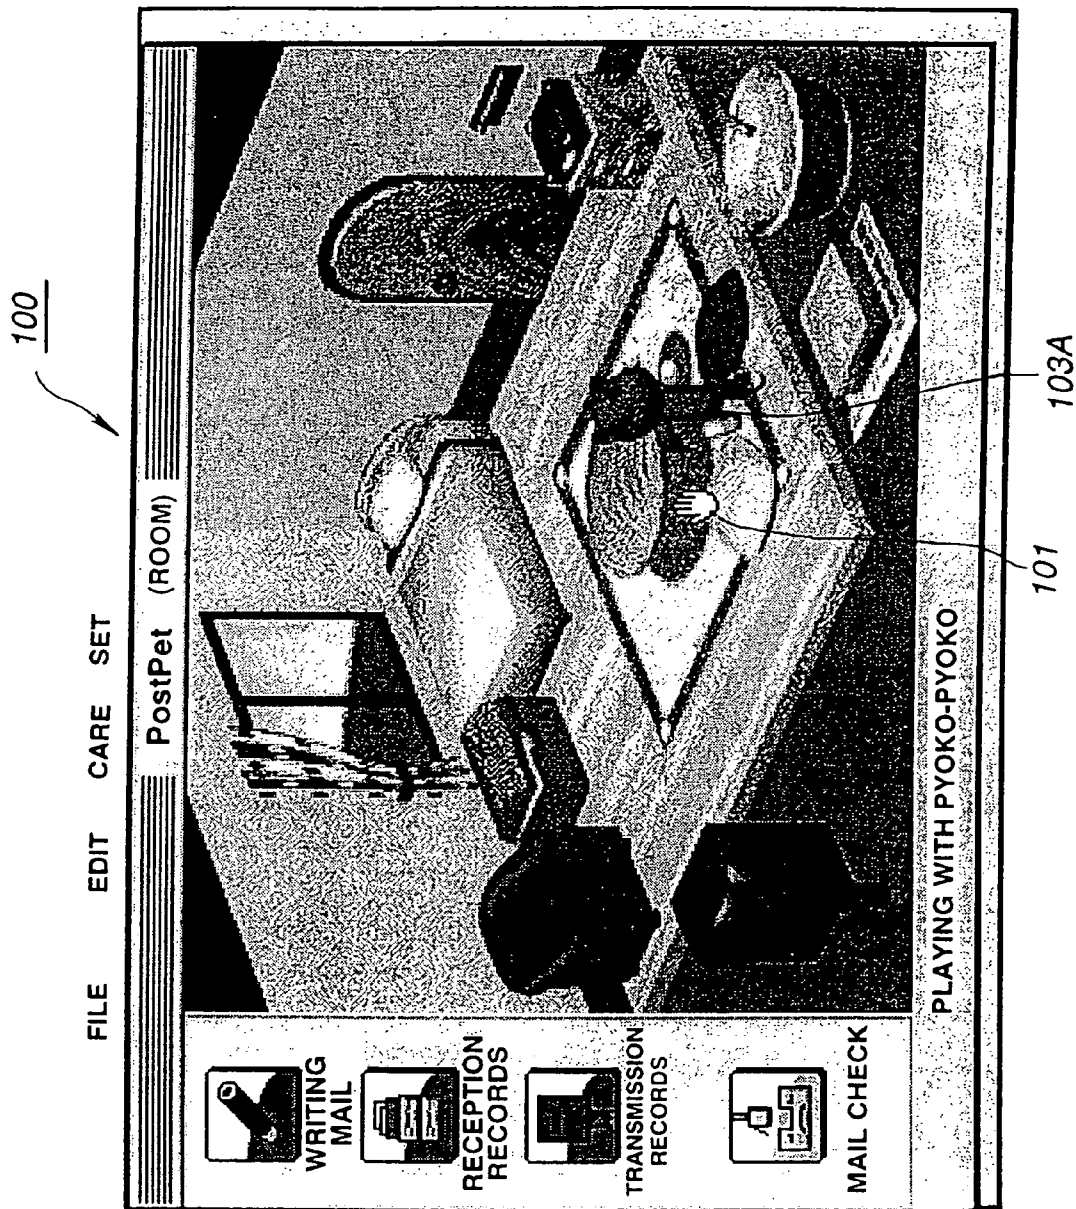 100
FILE EDIT CARE SET
PostPet (ROOM)
WRITING
MAIL
RECEPTION
RECORDS
TRANSMISSION
RECORDS
MAIL CHECK
PLAYING WITH PYOKO-PYOKO
101
103A